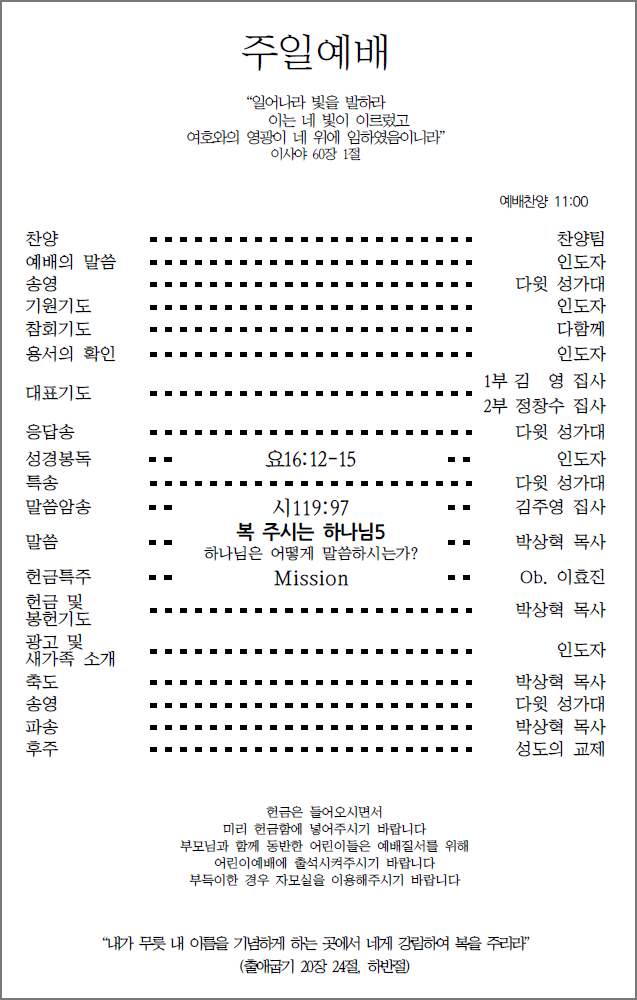 주일예배
“일어나라 빛을 발하라
이는 네 빛이 이르렀고
여호와의 영광이 네 위에 임하였음이니라”
이사야 60장 1절
예배찬양 11:00
찬양 찬양팀
예배의 말씀 인도자
송영 다윗 성가대
기원기도 인도자
참회기도 다함께
용서의 확인 인도자
대표기도 1부 김 영 집사
2부 정창수 집사
응답송 다윗 성가대
성경봉독 요16:12-15 인도자
특송 다윗 성가대
말씀암송 시119:97 김주영 집사
말씀 복 주시는 하나님5 박상혁 목사
하나님은 어떻게 말씀하시는가?
헌금특주 Mission Ob. 이효진
헌금 및
봉헌기도 박상혁 목사
광고 및
새가족 소개 인도자
축도 박상혁 목사
송영 다윗 성가대
파송 박상혁 목사
후주 성도의 교제
헌금은 들어오시면서
미리 헌금함에 넣어주시기 바랍니다
부모님과 함께 동반한 어린이들은 예배질서를 위해
어린이예배에 출석시켜주시기 바랍니다
부득이한 경우 자모실을 이용해주시기 바랍니다
“내가 무릇 내 이름을 기념하게 하는 곳에서 네게 강림하여 복을 주리라”
(출애굽기 20장 24절, 하반절)